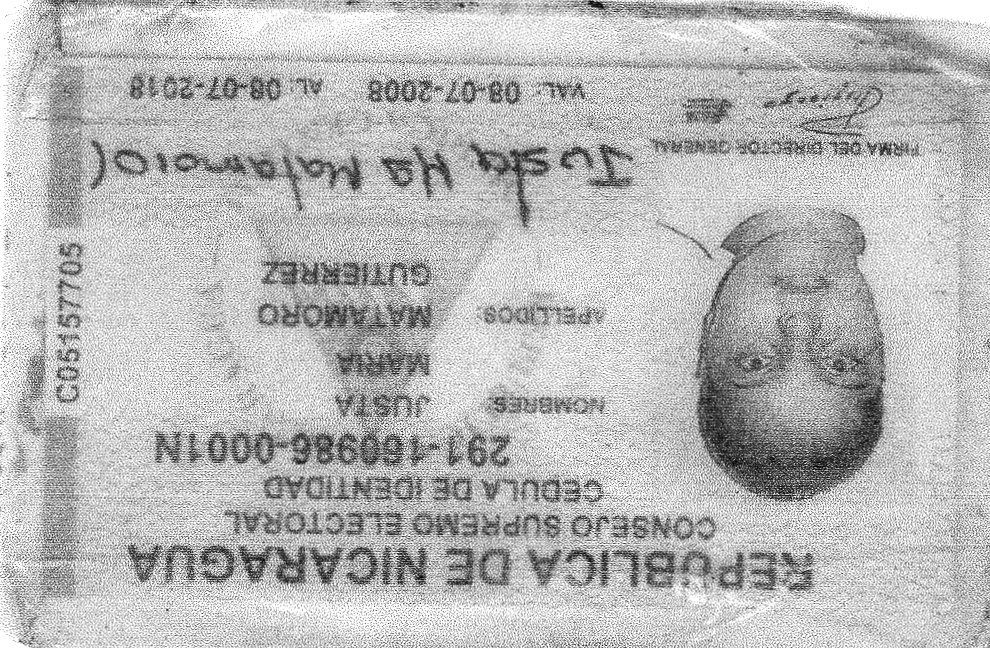 REPUBLICA DE NICARAGUA
CONSEJO SUPREMO ELECTORAL
CEDULA DE IDENTIDAD
291-160986-0001N
NOMBRES: JUSTA
MARIA
APELLIDOS: MATAMORO
GUTIERREZ
Justa Ma Matamoro
FIRMA DEL DIRECTOR GENERAL
VAL: 08-07-2008 AL: 08-07-2018
C05157705